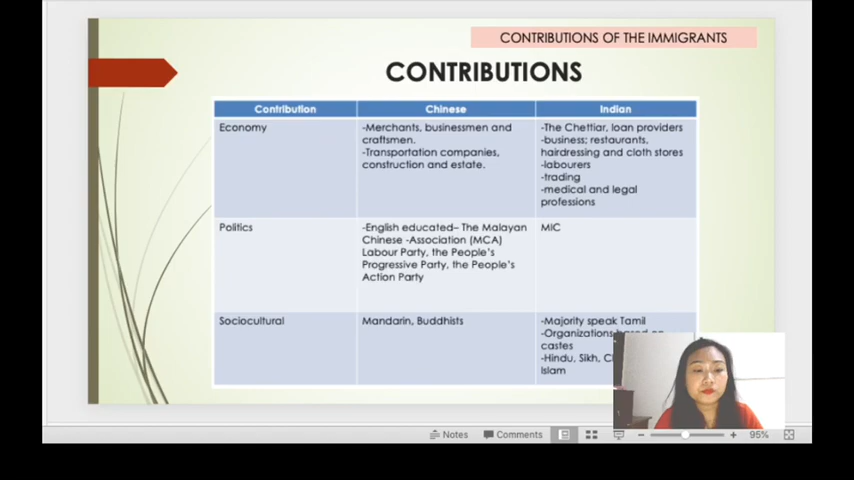 CONTRIBUTIONS OF THE IMMIGRANTS
CONTRIBUTIONS
Contribution
Chinese
Indian
Economy
-Merchants, businessmen and
craftsmen.
-Transportation companies,
construction and estate.
-The Chettiar, loan providers
-business; restaurants,
hairdressing and cloth stores
-labourers
-trading
-medical and legal
professions
Politics
-English educated– The Malayan
Chinese -Association (MCA)
Labour Party, the People's
Progressive Party, the People's
Action Party
MIC
Sociocultural
Mandarin, Buddhists
-Majority speak Tamil
-Organizations based on
castes
-Hindu, Sikh,
Islam
Notes
Comments
95%